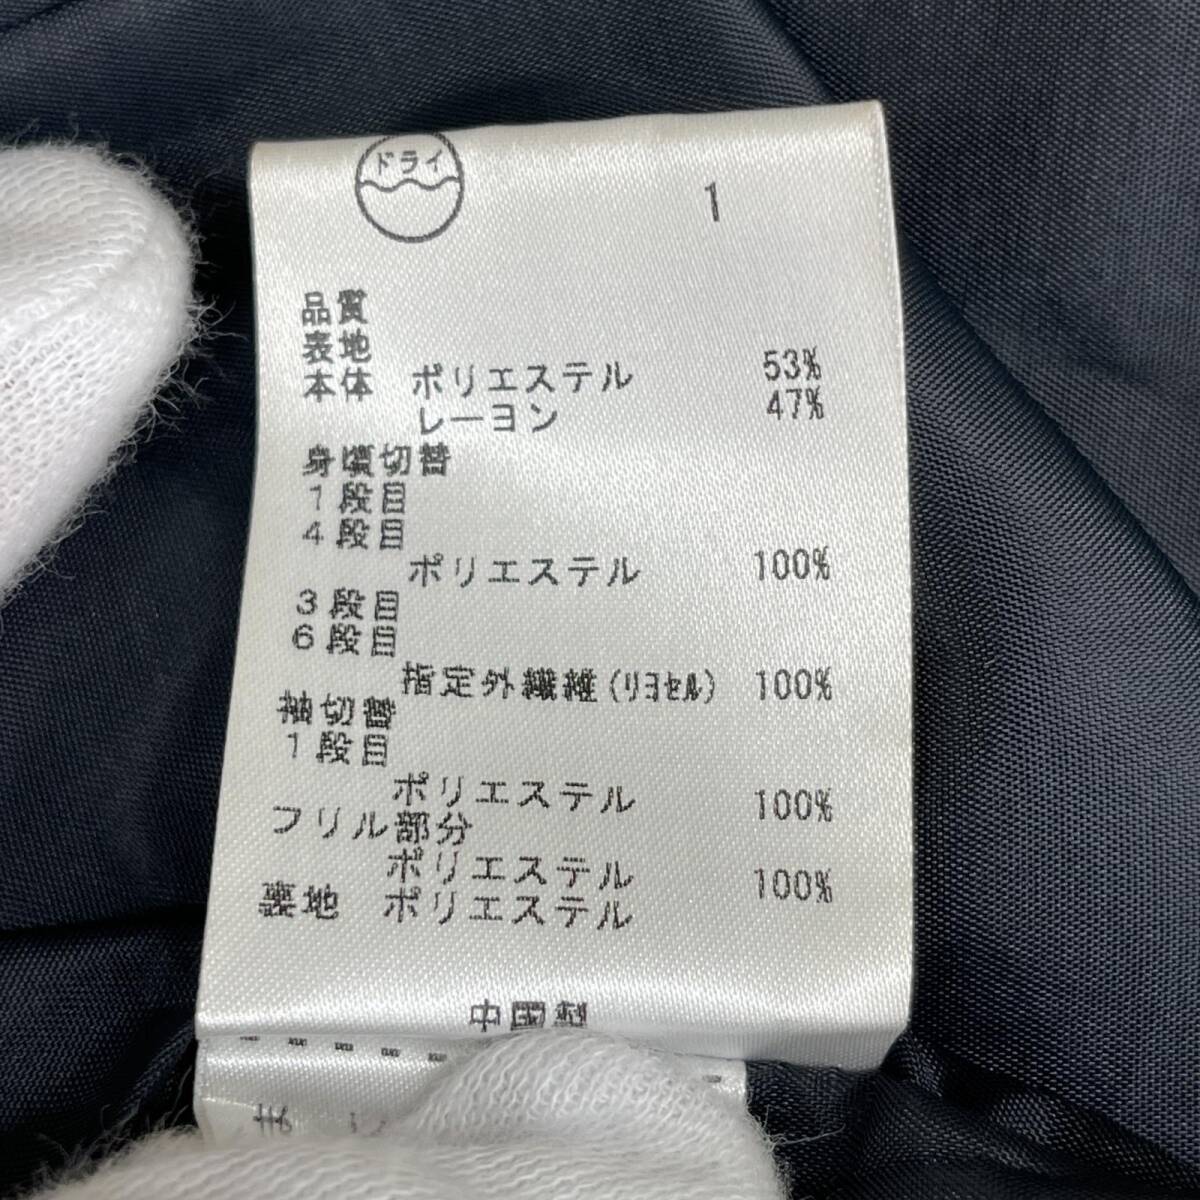 ドライ
1
品質
表地
本体 ポリエステル 53%
レーヨン 47%
身頃切替
1段目
4段目
ポリエステル 100%
3段目
6段目
指定外繊維(リヨセル) 100%
袖切替
1段目
ポリエステル 100%
フリル部分
ポリエステル 100%
裏地 ポリエステル
中国製